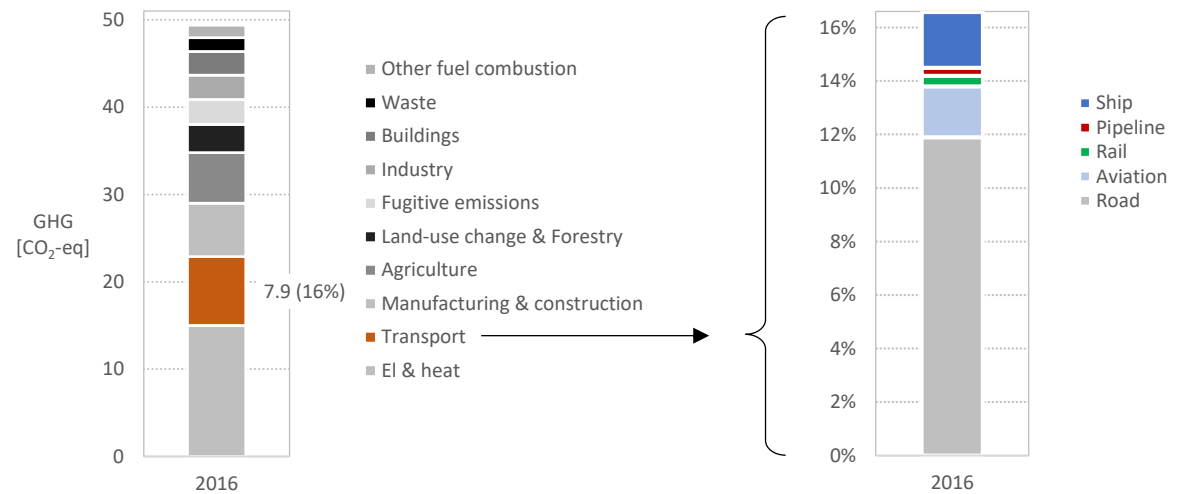 50
40
30
20
10
0
GHG
[CO₂-eq]
2016
7.9 (16%)
Other fuel combustion
Waste
Buildings
Industry
Fugitive emissions
Land-use change & Forestry
Agriculture
Manufacturing & construction
Transport
El & heat
16%
14%
12%
10%
8%
6%
4%
2%
0%
2016
Ship
Pipeline
Rail
Aviation
Road